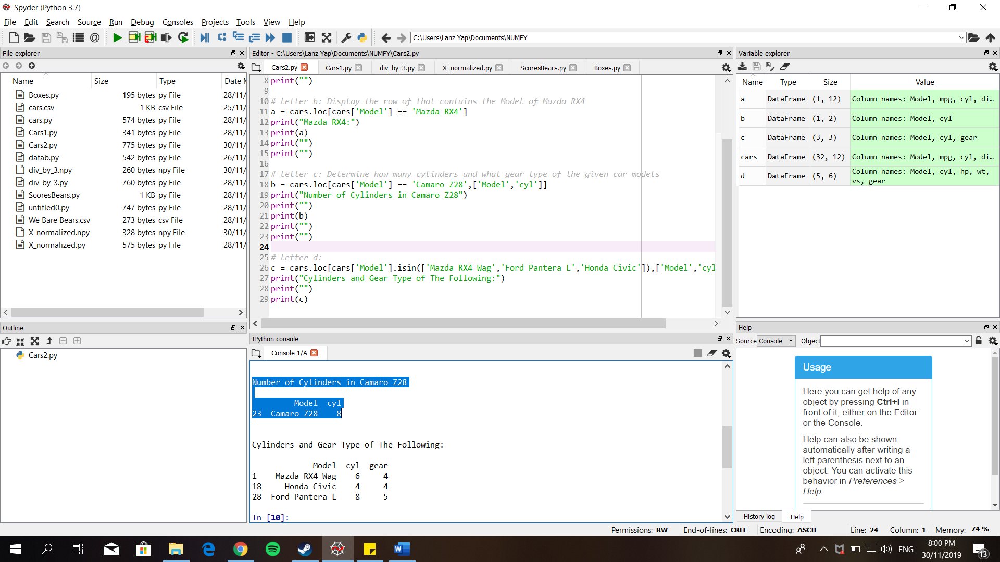 Spyder (Python 3.7)
File Edit Search Source Run Debug Consoles Projects Tools View Help
C:\Users\Lanz Yap\Documents\NUMPY
File explorer
Name Size Type Date M
Boxes.py 195 bytes py File 28/11/
cars.csv 1 KB csv File 25/11/
cars.py 574 bytes py File 28/11/
Cars1.py 341 bytes py File 28/11/
Cars2.py 775 bytes py File 30/11/
datab.py 542 bytes py File 26/11/
div_by_3.npy 260 bytes npy File 30/11/
div_by_3.py 760 bytes py File 28/11/
ScoresBears.py 1 KB py File 28/11/
untitled0.py 747 bytes py File 28/11/
We Bare Bears.csv 273 bytes csv File 28/11/
X_normalized.npy 328 bytes npy File 30/11/
X_normalized.py 575 bytes py File 28/11/
Outline
Cars2.py
Editor - C:\Users\Lanz Yap\Documents\NUMPY\Cars2.py
Cars2.py Cars1.py div_by_3.py X_normalized.py ScoresBears.py Boxes.py
8 print("")
9
10 # letter b: Display the row of that contains the Model of Mazda RX4
11 a = cars.loc[cars['Model'] == 'Mazda RX4']
12 print("Mazda RX4:")
13 print(a)
14 print("")
15 print("")
16
17 # letter c: Determine how many cylinders and what gear type of the given car models
18 b = cars.loc[cars['Model'] == 'Camaro Z28',['Model','cyl']]
19 print("Number of Cylinders in Camaro Z28")
20 print("")
21 print(b)
22 print("")
23 print("")
24
25 # letter d:
26 c = cars.loc[cars['Model'].isin(['Mazda RX4 Wag','Ford Pantera L','Honda Civic']),['Model','cyl
27 print("Cylinders and Gear Type of The Following:")
28 print("")
29 print(c)
IPython console
Console 1/A
Number of Cylinders in Camaro Z28
Model cyl
23 Camaro Z28 8
Cylinders and Gear Type of The Following:
Model cyl gear
1 Mazda RX4 Wag 6 4
18 Honda Civic 4 4
28 Ford Pantera L 8 5
In [10]:
Variable explorer
Name Type Size Value
a DataFrame (1, 12) Column names: Model, mpg, cyl, di...
b DataFrame (1, 2) Column names: Model, cyl
c DataFrame (3, 3) Column names: Model, cyl, gear
cars DataFrame (32, 12) Column names: Model, mpg, cyl, di...
d DataFrame (5, 6) Column names: Model, cyl, hp, wt,
vs, gear
Help
Source Console Object
Usage
Here you can get help of any
object by pressing Ctrl+I in
front of it, either on the Editor
or the Console.
Help can also be shown
automatically after writing a
left parenthesis next to an
object. You can activate this
behavior in Preferences >
Help.
History log Help
Permissions: RW End-of-lines: CRLF Encoding: ASCII Line: 24 Column: 1 Memory: 74 %
ENG
8:00 PM
30/11/2019
13